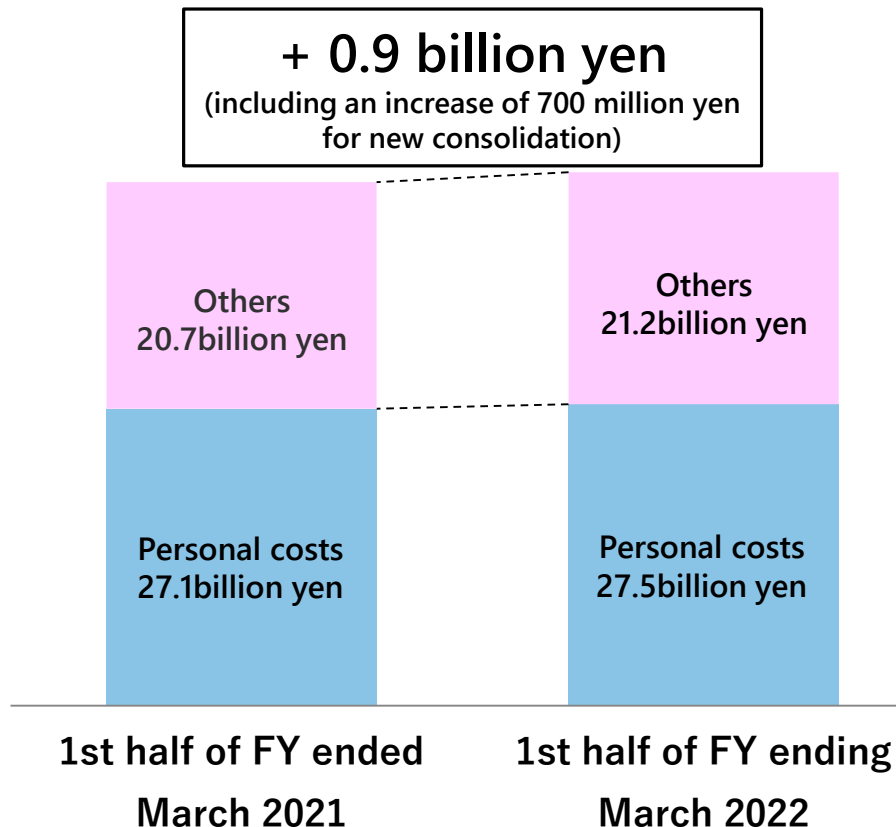 + 0.9 billion yen
(including an increase of 700 million yen
for new consolidation)
Others
20.7billion yen
Others
21.2billion yen
Personal costs
27.1billion yen
Personal costs
27.5billion yen
1st half of FY ended
March 2021
1st half of FY ending
March 2022